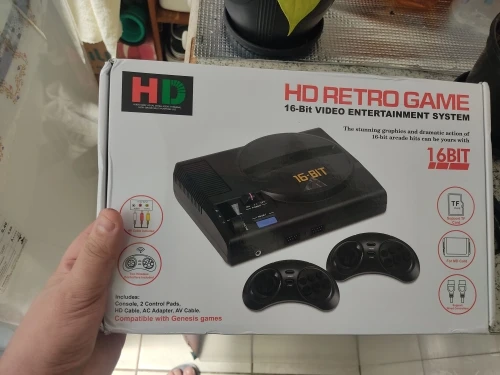 HD
HD RETRO GAME
16-Bit VIDEO ENTERTAINMENT SYSTEM
The stunning graphics and dramatic action of
16-bit arcade hits can be yours with
16BIT
16-BIT
TF
Includes:
Console, 2 Control Pads,
HD Cable, AC Adapter, AV Cable.
Compatible with Genesis games